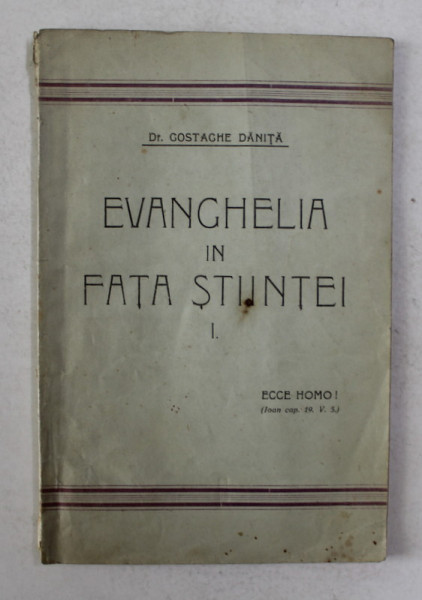 Dr. COSTACHE DĂNIȚĂ
EVANGHELIA
IN
FAȚA ȘTIINȚEI
I.
ECCE HOMO!
(Ioan cap. 19. V. 5.)